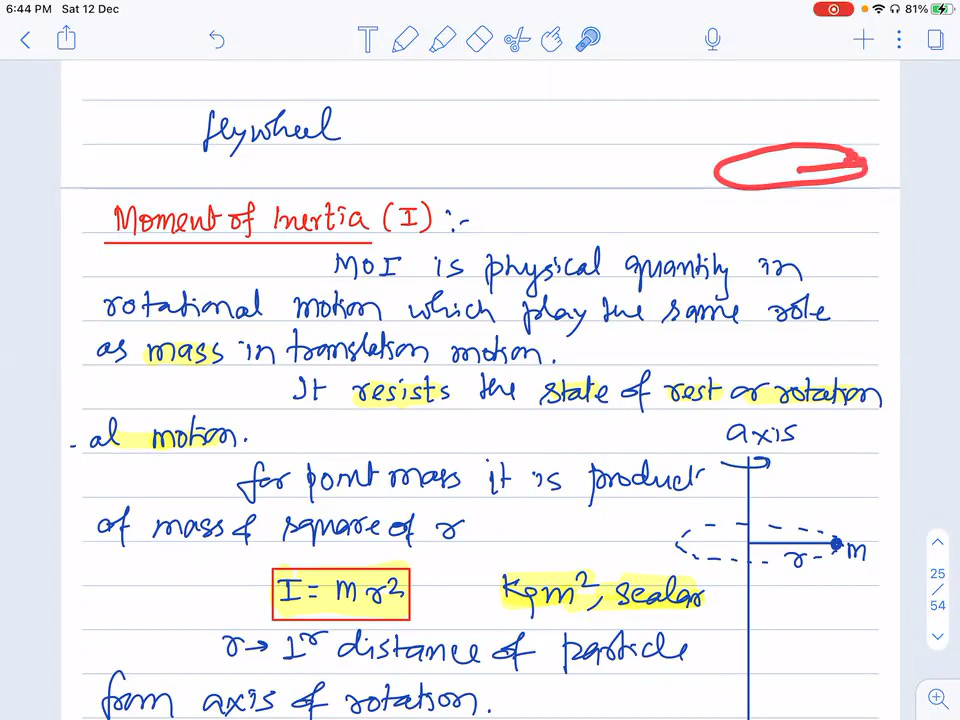 6:44 PM Sat 12 Dec 81%
T
flywheel
Moment of Inertia (I) :-
MOI is physical quantity in
rotational motion which play the same role
as mass in translation motion.
It resists the state of rest or rotation
-al motion.
axis
for point mass it is product
of mass & square of r
r m
I = m r²
Kgm², scalar
r → ⊥r distance of particle
from axis of rotation.
25
/
54